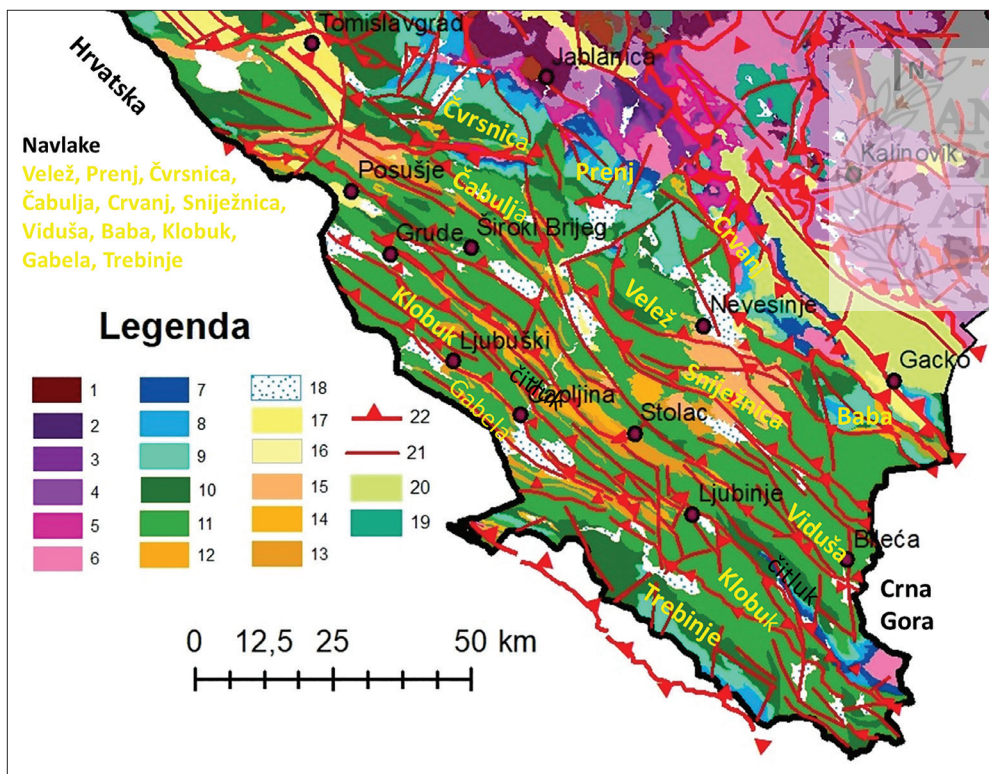 Hrvatska
Tomislavgrad
Jablanica
N
AN
Čvrsnica
Kalinovik
Navlake
Velež, Prenj, Čvrsnica,
Čabulja, Crvanj, Sniježnica,
Viduša, Baba, Klobuk,
Gabela, Trebinje
Posušje
Čabulja
Prenj
Grude
Široki Brijeg
Crvanj
Klobuk
Velež
Nevesinje
Legenda
Ljubuški
Gacko
čitluk
Čapljina
Sniježnica
Gabela
Stolac
Baba
1
2
3
4
5
6
7
8
9
10
11
12
18
17
16
15
14
13
22
21
20
19
Ljubinje
Viduša
Bileća
Klobuk
čitluk
Trebinje
Crna
Gora
0 12,5 25 50 km